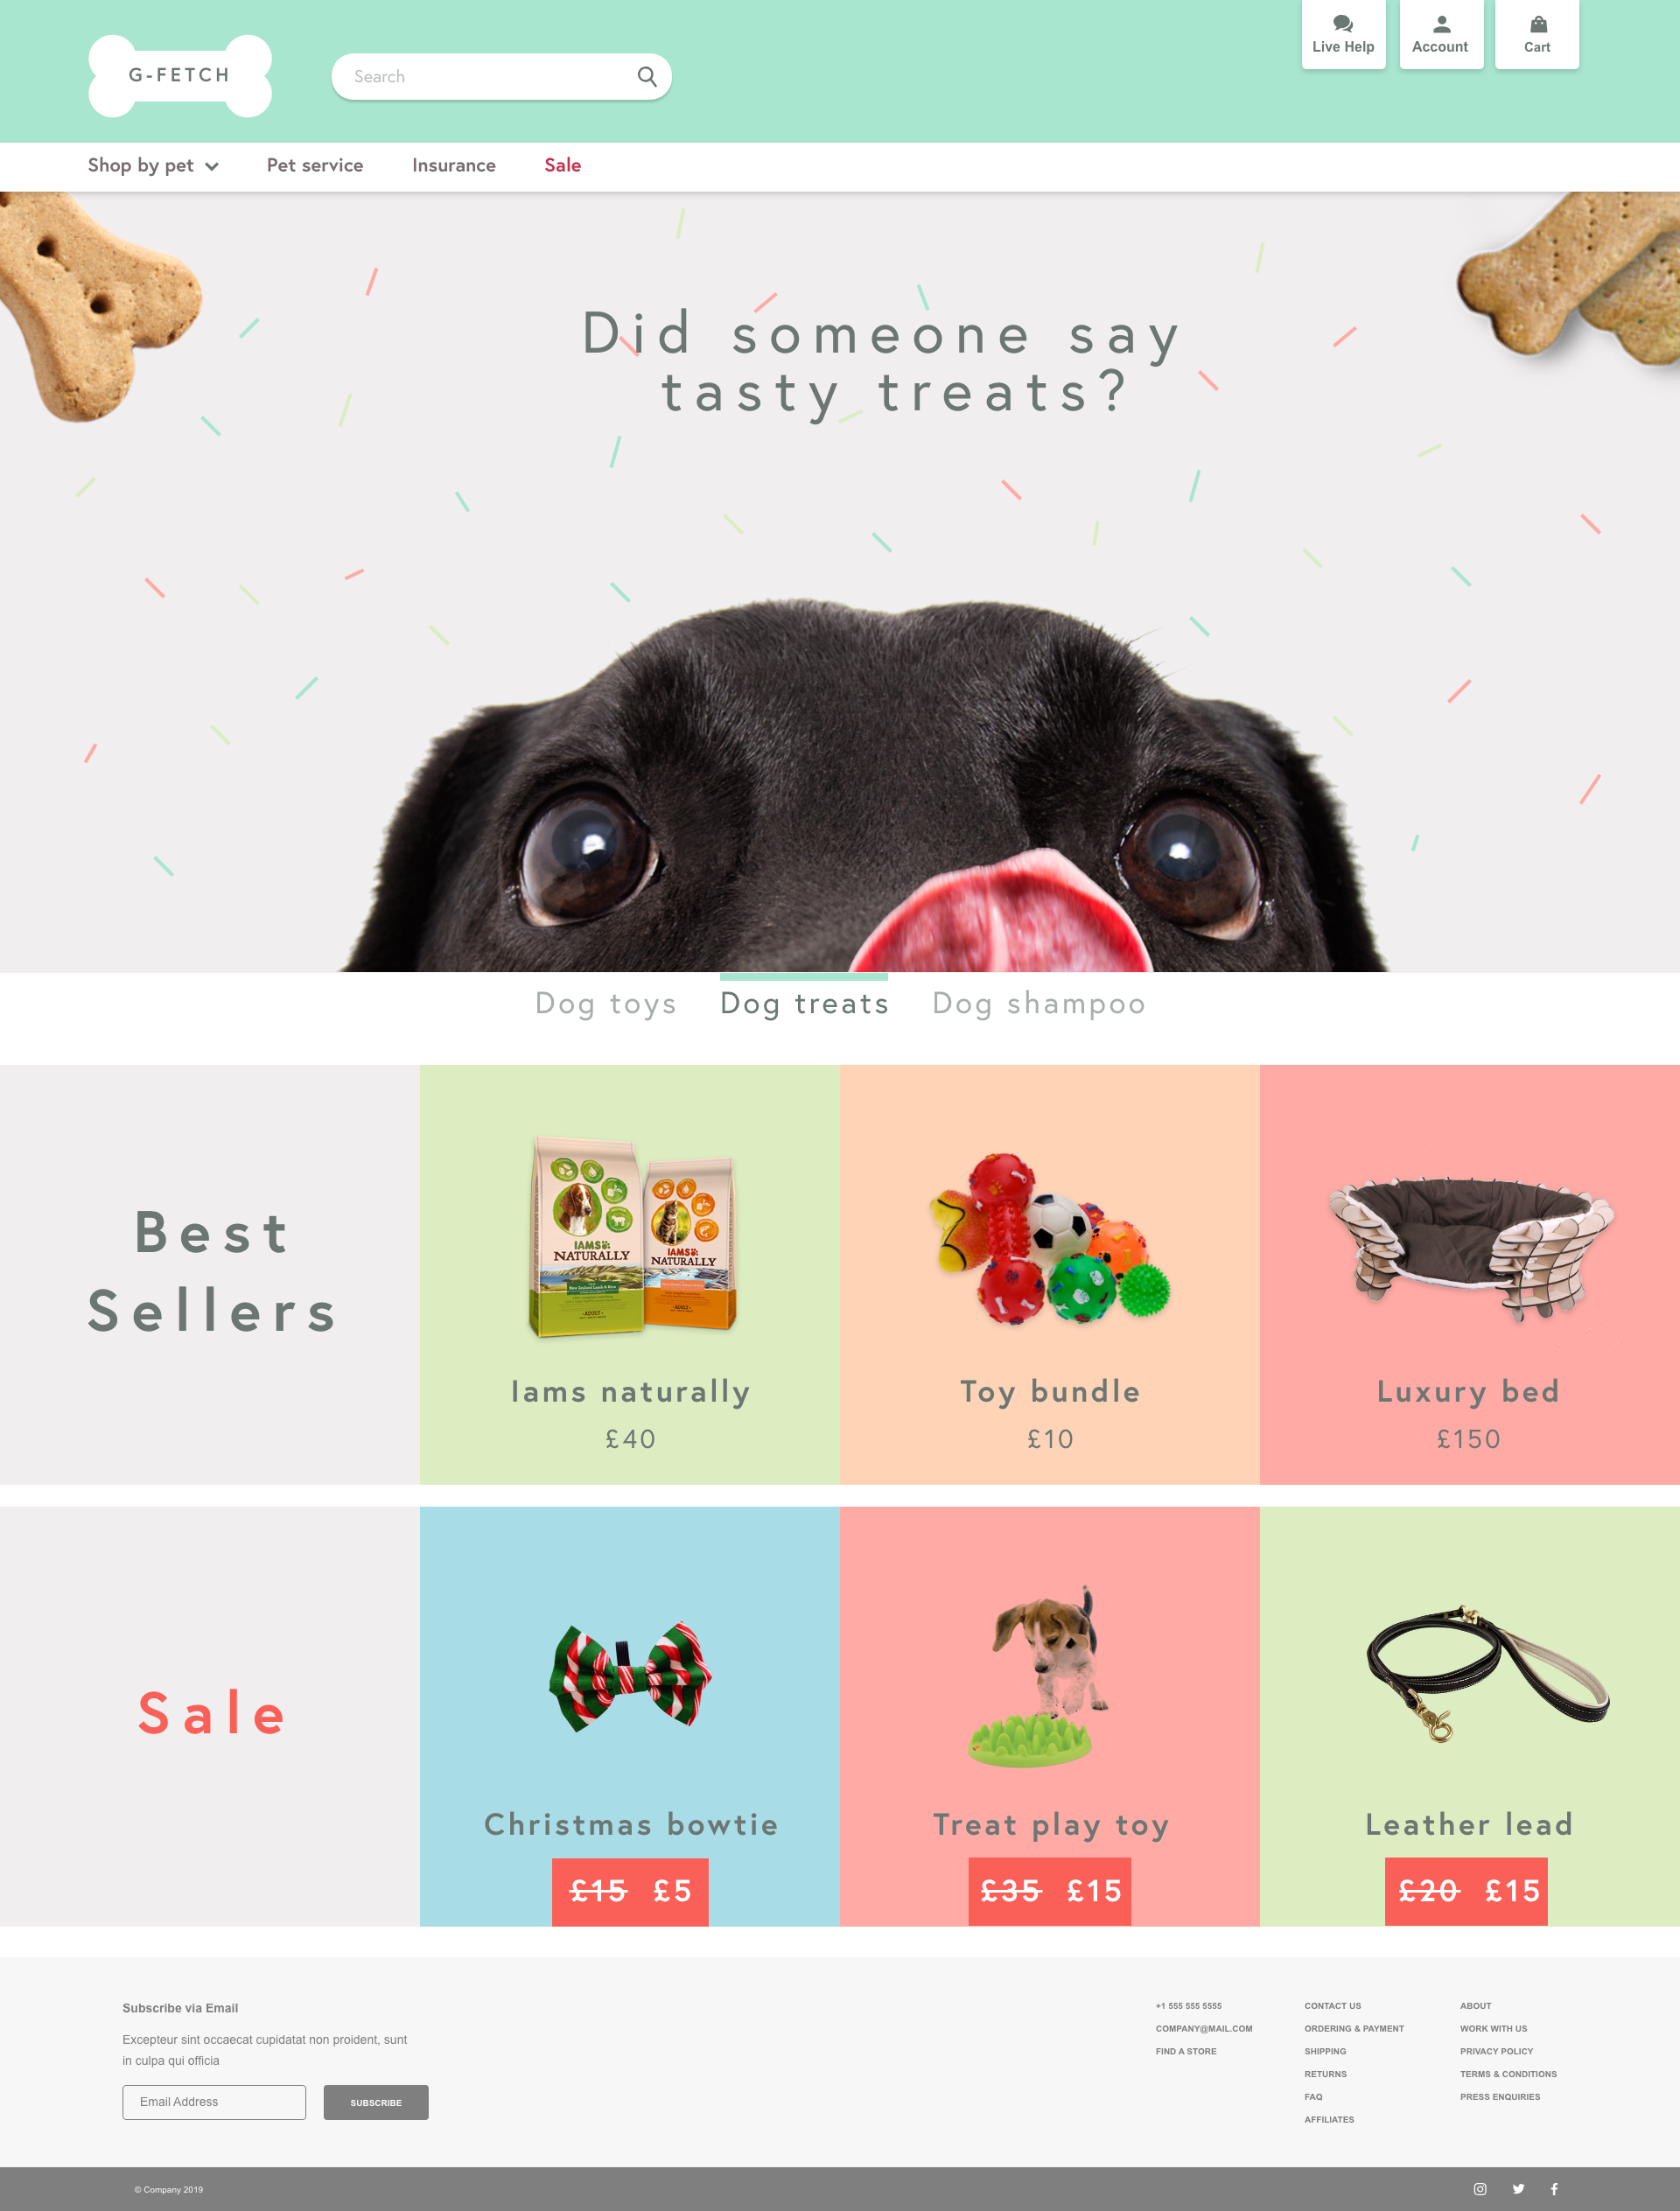 G-FETCH
Search
Live Help
Account
Cart
Shop by pet
Pet service
Insurance
Sale
Did someone say
tasty treats?
Dog toys
Dog treats
Dog shampoo
Best
Sellers
IAMS
NATURALLY
IAMS
NATURALLY
Iams naturally
£40
Toy bundle
£10
Luxury bed
£150
Sale
Christmas bowtie
£15 £5
Treat play toy
£35 £15
Leather lead
£20 £15
Subscribe via Email
Excepteur sint occaecat cupidatat non proident, sunt
in culpa qui officia
Email Address
SUBSCRIBE
+1 555 555 5555
COMPANY@MAIL.COM
FIND A STORE
CONTACT US
ORDERING & PAYMENT
SHIPPING
RETURNS
FAQ
AFFILIATES
ABOUT
WORK WITH US
PRIVACY POLICY
TERMS & CONDITIONS
PRESS ENQUIRIES
© Company 2019